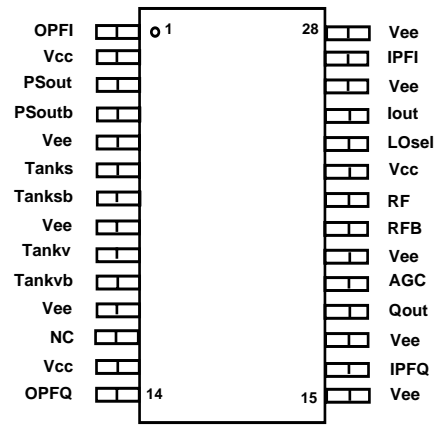 OPFI 1 28 Vee
Vcc IPFI
PSout Vee
PSoutb Iout
Vee LOsel
Tanks Vcc
Tanksb RF
Vee RFB
Tankv Vee
Tankvb AGC
Vee Qout
NC Vee
Vcc IPFQ
OPFQ 14 15 Vee